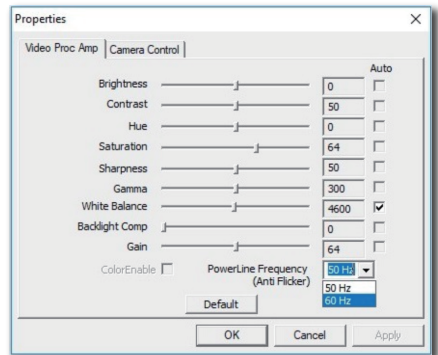 Properties
Video Proc Amp Camera Control
Auto
Brightness 0
Contrast 50
Hue 0
Saturation 64
Sharpness 50
Gamma 300
White Balance 4600
Backlight Comp 0
Gain 64
ColorEnable PowerLine Frequency 50 Hz
(Anti Flicker)
50 Hz
60 Hz
Default
OK Cancel Apply